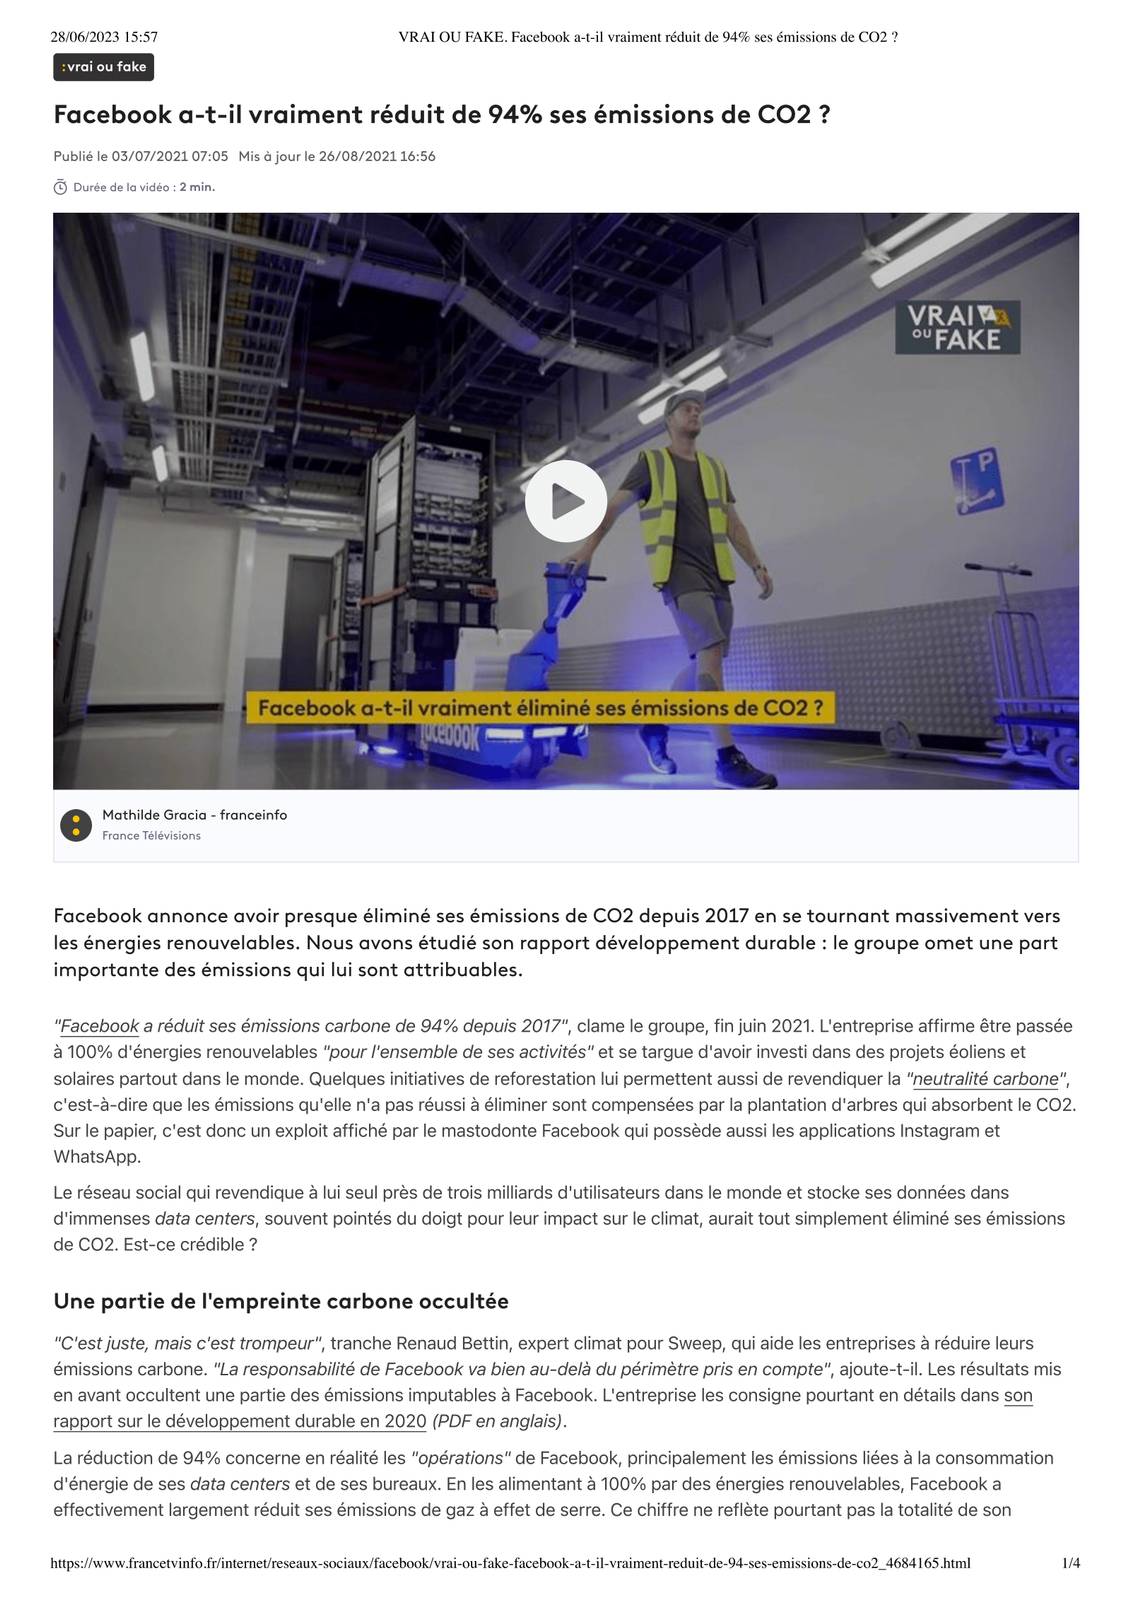 28/06/2023 15:57
VRAI OU FAKE. Facebook a-t-il vraiment réduit de 94% ses émissions de CO2 ?
:vrai ou fake
Facebook a-t-il vraiment réduit de 94% ses émissions de CO2 ?
Publié le 03/07/2021 07:05 Mis à jour le 26/08/2021 16:56
Durée de la vidéo : 2 min.
VRAI
OU FAKE
P
Facebook a-t-il vraiment éliminé ses émissions de CO2 ?
facebook
Mathilde Gracia - franceinfo
France Télévisions
Facebook annonce avoir presque éliminé ses émissions de CO2 depuis 2017 en se tournant massivement vers
les énergies renouvelables. Nous avons étudié son rapport développement durable : le groupe omet une part
importante des émissions qui lui sont attribuables.
"Facebook a réduit ses émissions carbone de 94% depuis 2017", clame le groupe, fin juin 2021. L'entreprise affirme être passée
à 100% d'énergies renouvelables "pour l'ensemble de ses activités" et se targue d'avoir investi dans des projets éoliens et
solaires partout dans le monde. Quelques initiatives de reforestation lui permettent aussi de revendiquer la "neutralité carbone",
c'est-à-dire que les émissions qu'elle n'a pas réussi à éliminer sont compensées par la plantation d'arbres qui absorbent le CO2.
Sur le papier, c'est donc un exploit affiché par le mastodonte Facebook qui possède aussi les applications Instagram et
WhatsApp.
Le réseau social qui revendique à lui seul près de trois milliards d'utilisateurs dans le monde et stocke ses données dans
d'immenses data centers, souvent pointés du doigt pour leur impact sur le climat, aurait tout simplement éliminé ses émissions
de CO2. Est-ce crédible ?
Une partie de l'empreinte carbone occultée
"C'est juste, mais c'est trompeur", tranche Renaud Bettin, expert climat pour Sweep, qui aide les entreprises à réduire leurs
émissions carbone. "La responsabilité de Facebook va bien au-delà du périmètre pris en compte", ajoute-t-il. Les résultats mis
en avant occultent une partie des émissions imputables à Facebook. L'entreprise les consigne pourtant en détails dans son
rapport sur le développement durable en 2020 (PDF en anglais).
La réduction de 94% concerne en réalité les "opérations" de Facebook, principalement les émissions liées à la consommation
d'énergie de ses data centers et de ses bureaux. En les alimentant à 100% par des énergies renouvelables, Facebook a
effectivement largement réduit ses émissions de gaz à effet de serre. Ce chiffre ne reflète pourtant pas la totalité de son
https://www.francetvinfo.fr/internet/reseaux-sociaux/facebook/vrai-ou-fake-facebook-a-t-il-vraiment-reduit-de-94-ses-emissions-de-co2_4684165.html
1/4